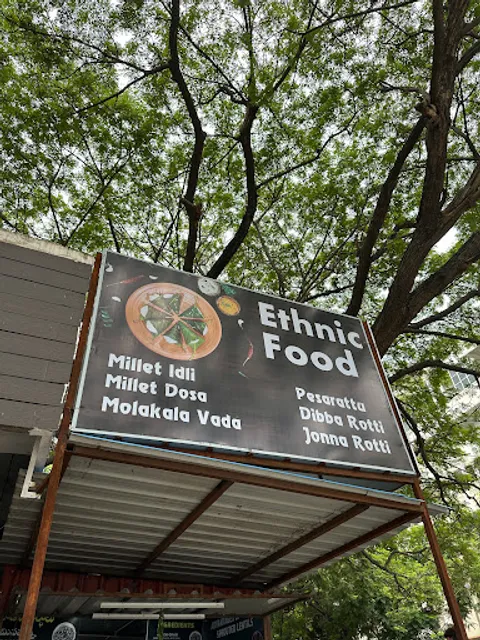 Ethnic
Food
Millet Idli
Millet Dosa
Molakala Vada
Pesaratta
Dibba Rotti
Jonna Rotti